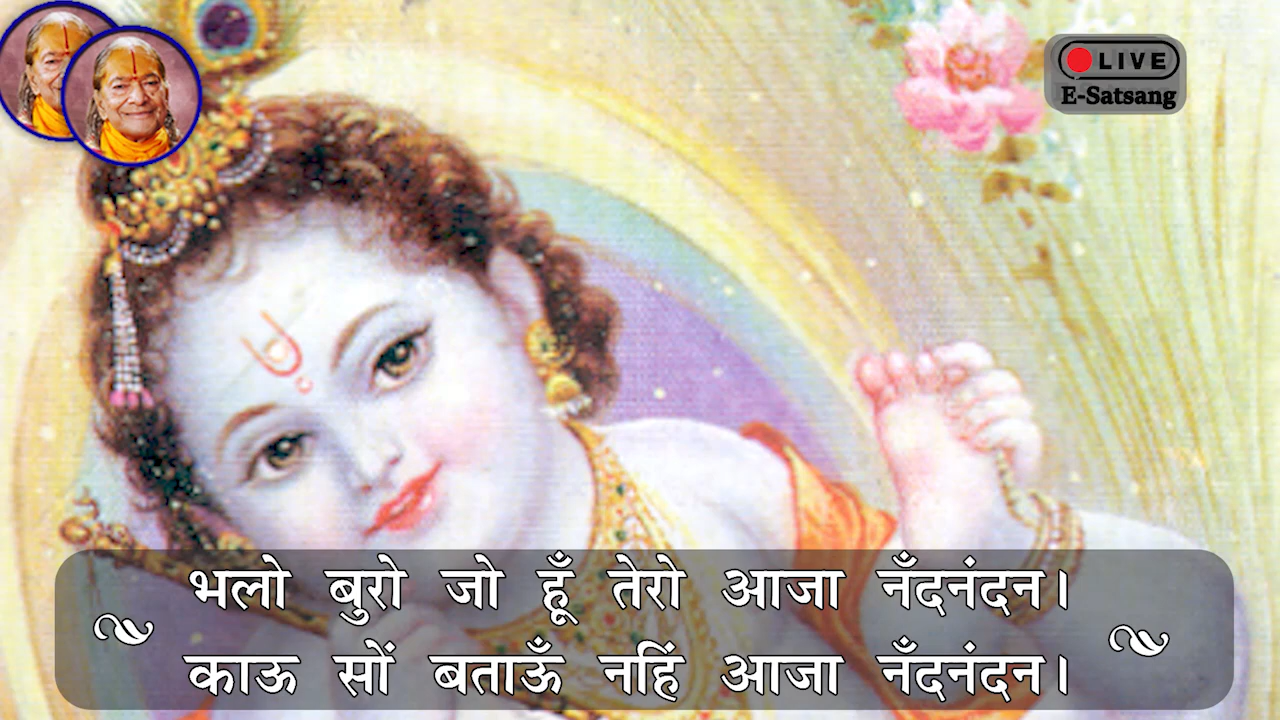 LIVE
E-Satsang
भलो बुरो जो हूँ तेरो आजा नँदनंदन।
काऊ सों बताऊँ नहिं आजा नँदनंदन।